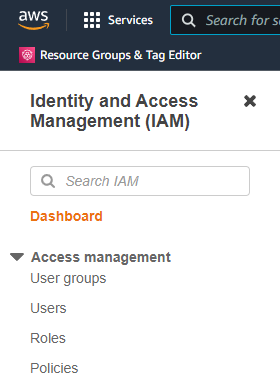 aws
Services
Search for s
Resource Groups & Tag Editor
Identity and Access
Management (IAM)
Search IAM
Dashboard
Access management
User groups
Users
Roles
Policies